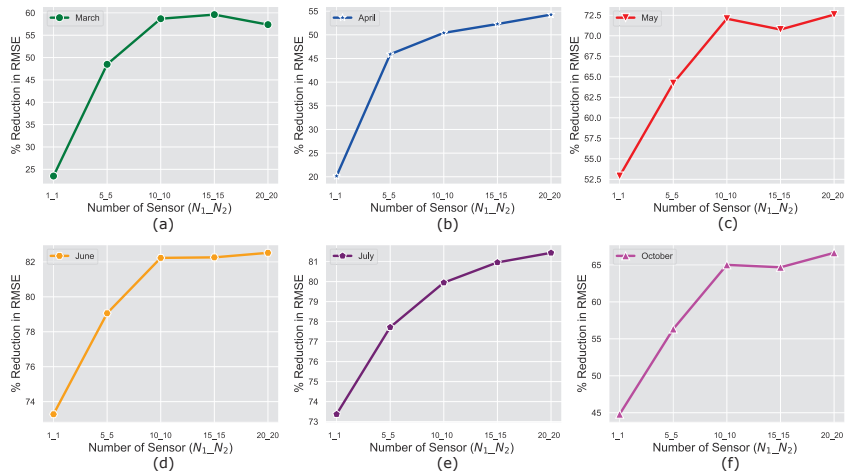 March
% Reduction in RMSE
60
55
50
45
40
35
30
25
1_1 5_5 10_10 15_15 20_20
Number of Sensor (N₁_N₂)
(a)
April
% Reduction in RMSE
55
50
45
40
35
30
25
20
1_1 5_5 10_10 15_15 20_20
Number of Sensor (N₁_N₂)
(b)
May
% Reduction in RMSE
72.5
70.0
67.5
65.0
62.5
60.0
57.5
55.0
52.5
1_1 5_5 10_10 15_15 20_20
Number of Sensor (N₁_N₂)
(c)
June
% Reduction in RMSE
82
80
78
76
74
1_1 5_5 10_10 15_15 20_20
Number of Sensor (N₁_N₂)
(d)
July
% Reduction in RMSE
81
80
79
78
77
76
75
74
73
1_1 5_5 10_10 15_15 20_20
Number of Sensor (N₁_N₂)
(e)
October
% Reduction in RMSE
65
60
55
50
45
1_1 5_5 10_10 15_15 20_20
Number of Sensor (N₁_N₂)
(f)